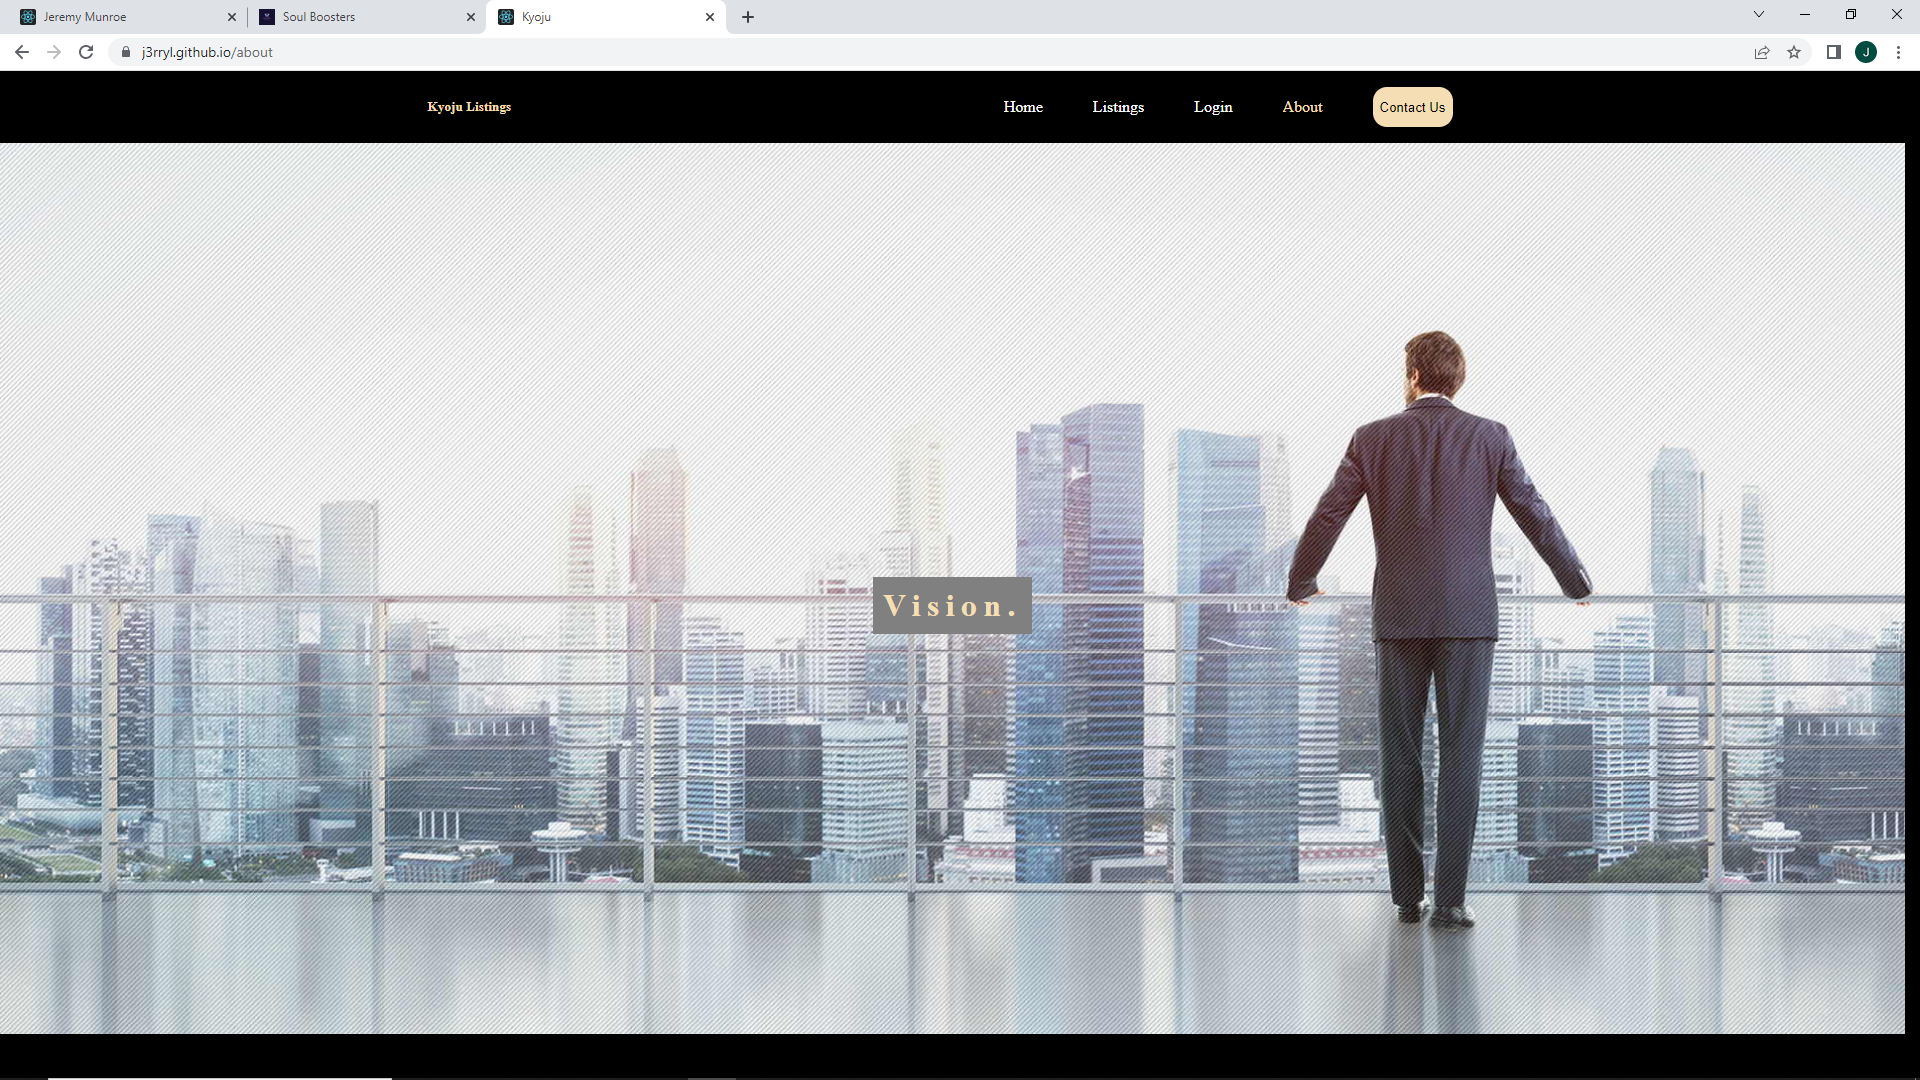 Jeremy Munroe
Soul Boosters
Kyoju
j3rryl.github.io/about
J
Kyoju Listings
Home
Listings
Login
About
Contact Us
Vision.